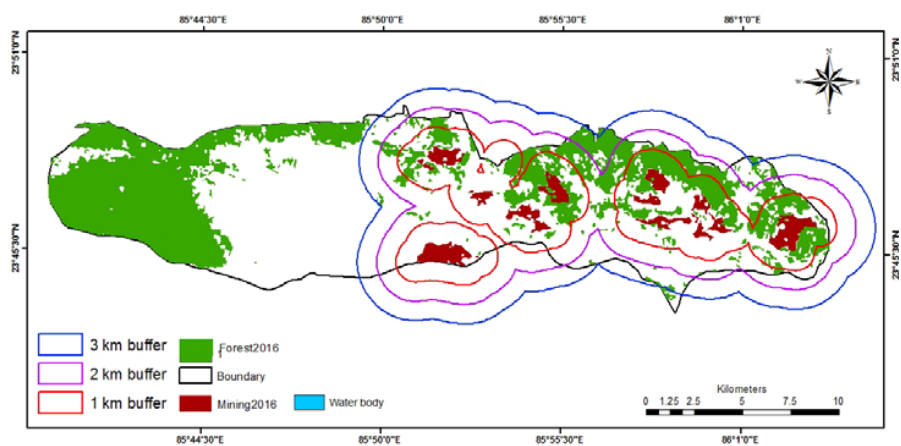 85°44'30"E 85°50'0"E 85°55'30"E 86°1'0"E
23°51'0"N 23°51'0"N
N
W E
S
23°45'30"N 23°45'30"N
3 km buffer Forest2016
2 km buffer Boundary
1 km buffer Mining2016 Water body
Kilometers
0 1.25 2.5 5 7.5 10
85°44'30"E 85°50'0"E 85°55'30"E 86°1'0"E